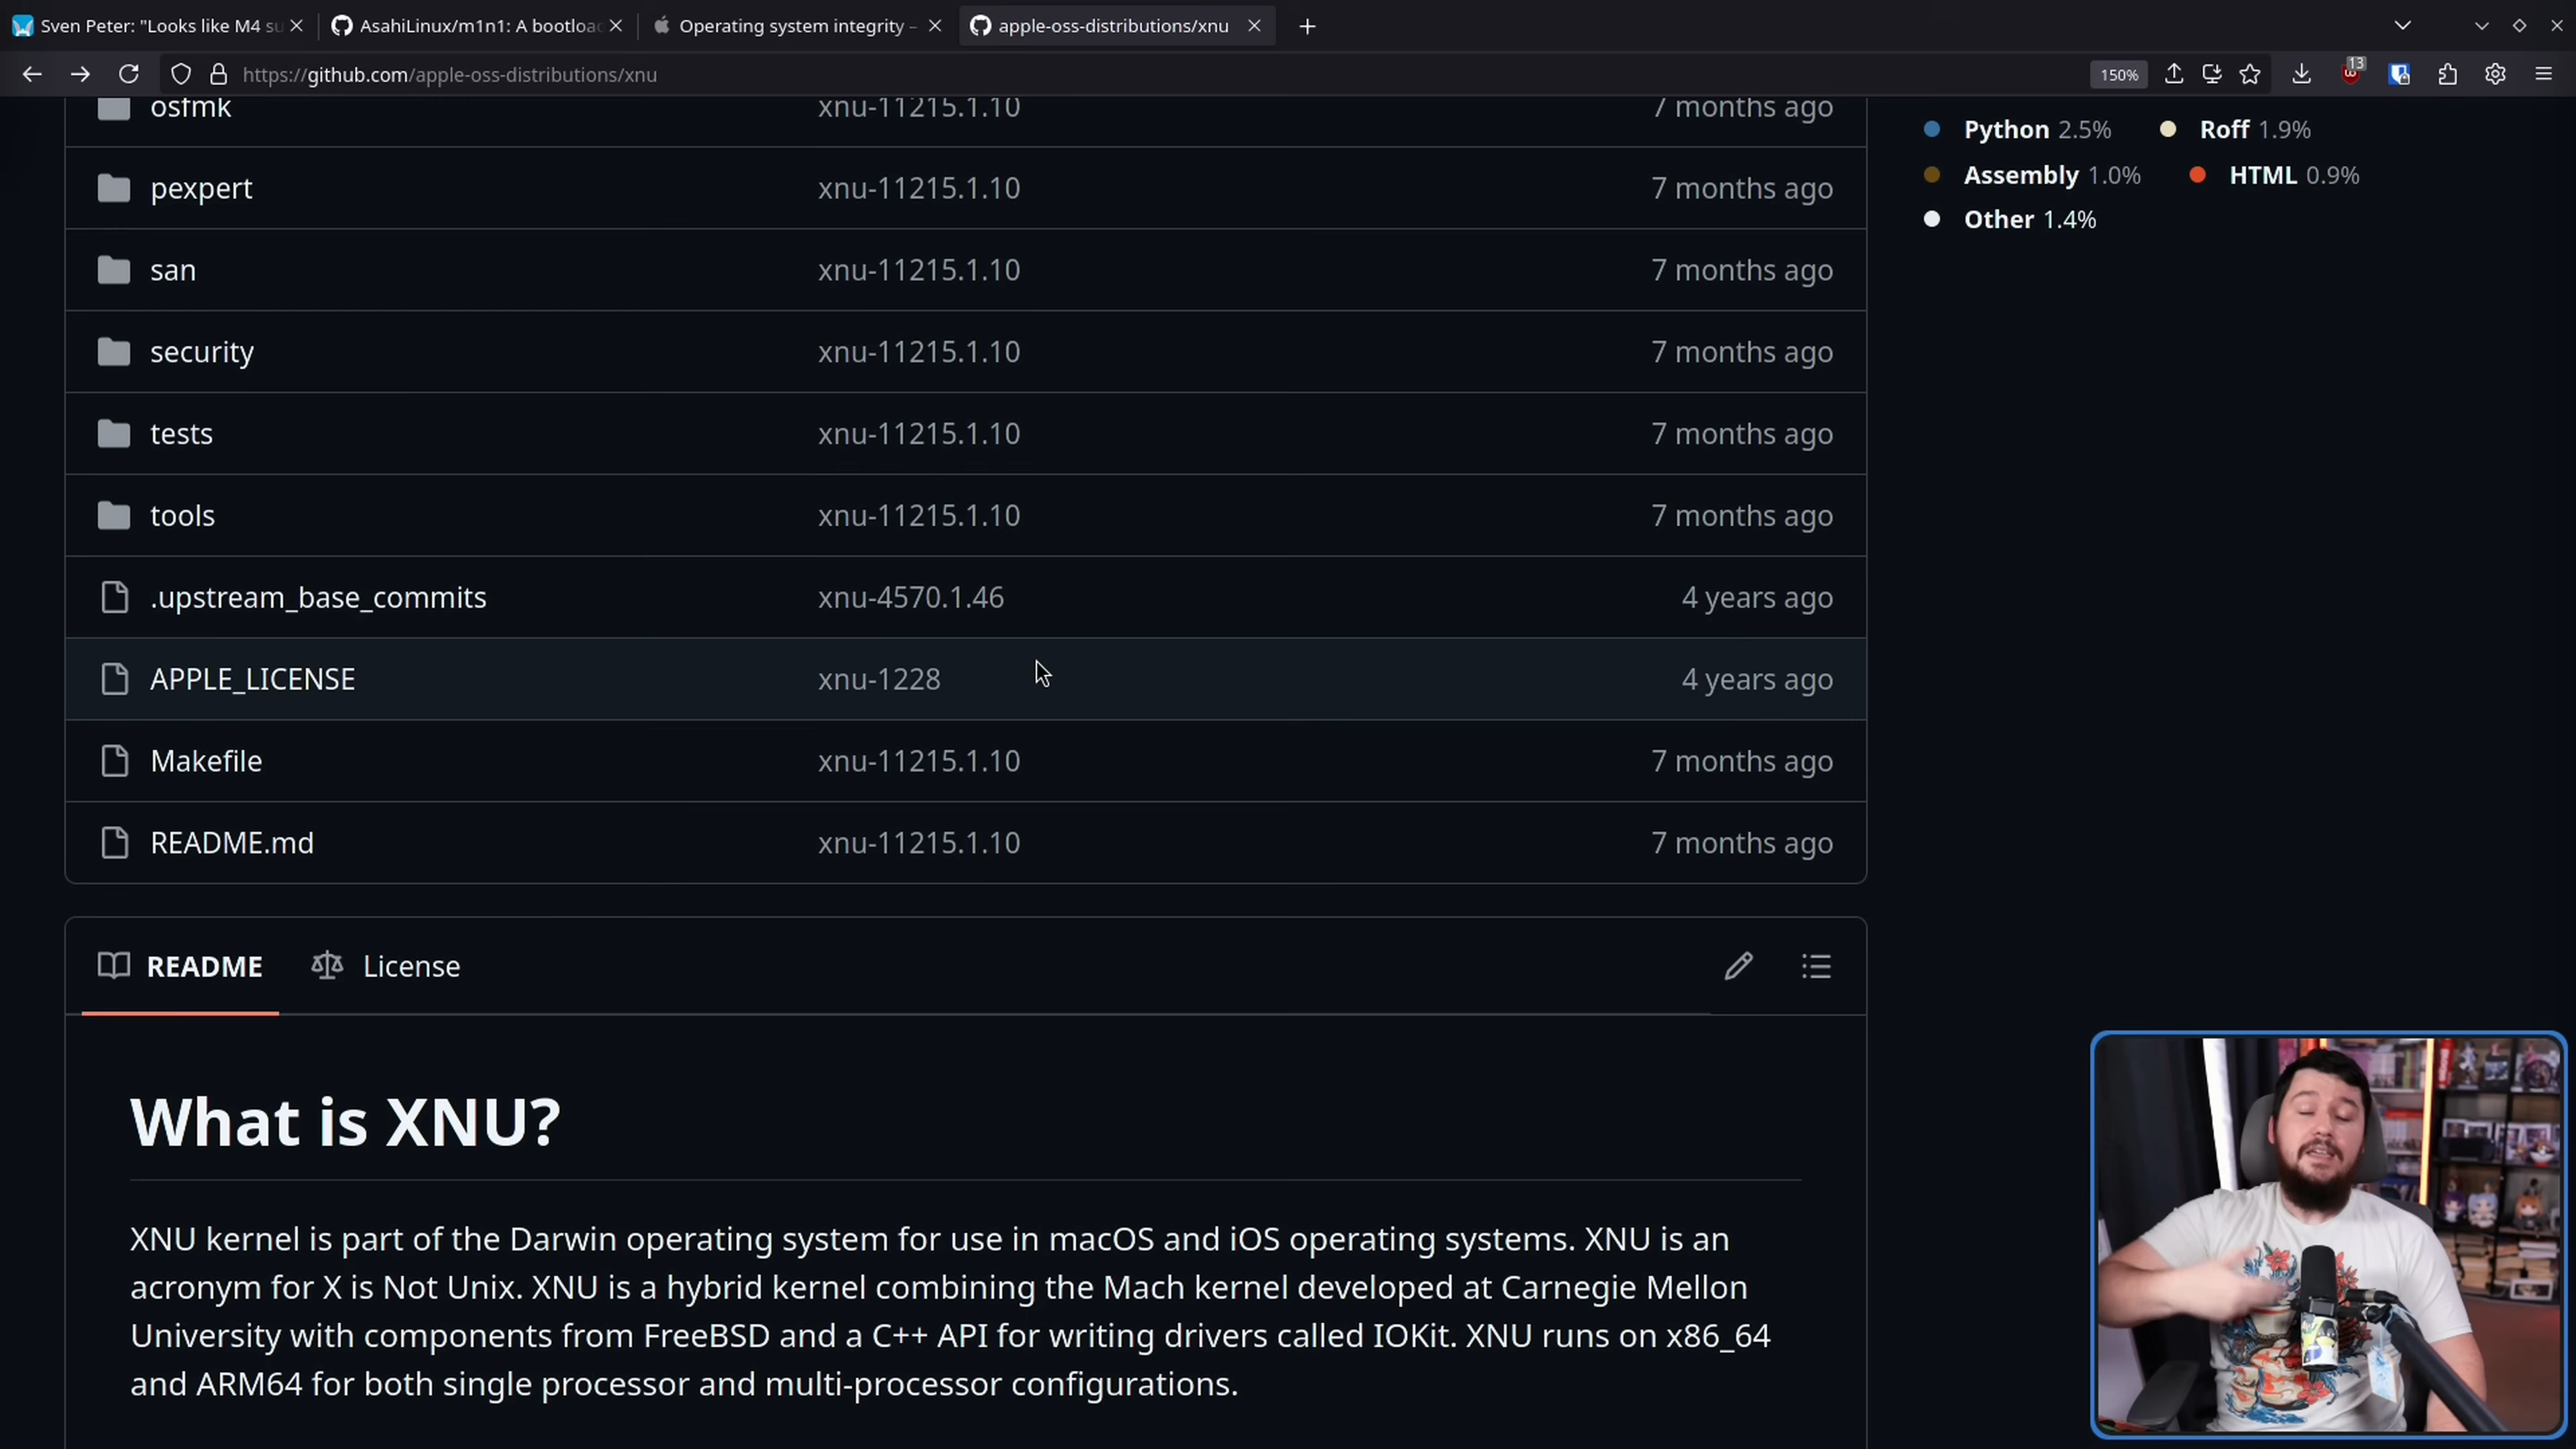 Sven Peter: "Looks like M4 su
AsahiLinux/m1n1: A bootloac
Operating system integrity –
apple-oss-distributions/xnu
https://github.com/apple-oss-distributions/xnu
150%
13
osfmk xnu-11215.1.10 7 months ago
pexpert xnu-11215.1.10 7 months ago
san xnu-11215.1.10 7 months ago
security xnu-11215.1.10 7 months ago
tests xnu-11215.1.10 7 months ago
tools xnu-11215.1.10 7 months ago
.upstream_base_commits xnu-4570.1.46 4 years ago
APPLE_LICENSE xnu-1228 4 years ago
Makefile xnu-11215.1.10 7 months ago
README.md xnu-11215.1.10 7 months ago
Python 2.5% Roff 1.9%
Assembly 1.0% HTML 0.9%
Other 1.4%
README License
What is XNU?
XNU kernel is part of the Darwin operating system for use in macOS and iOS operating systems. XNU is an
acronym for X is Not Unix. XNU is a hybrid kernel combining the Mach kernel developed at Carnegie Mellon
University with components from FreeBSD and a C++ API for writing drivers called IOKit. XNU runs on x86_64
and ARM64 for both single processor and multi-processor configurations.